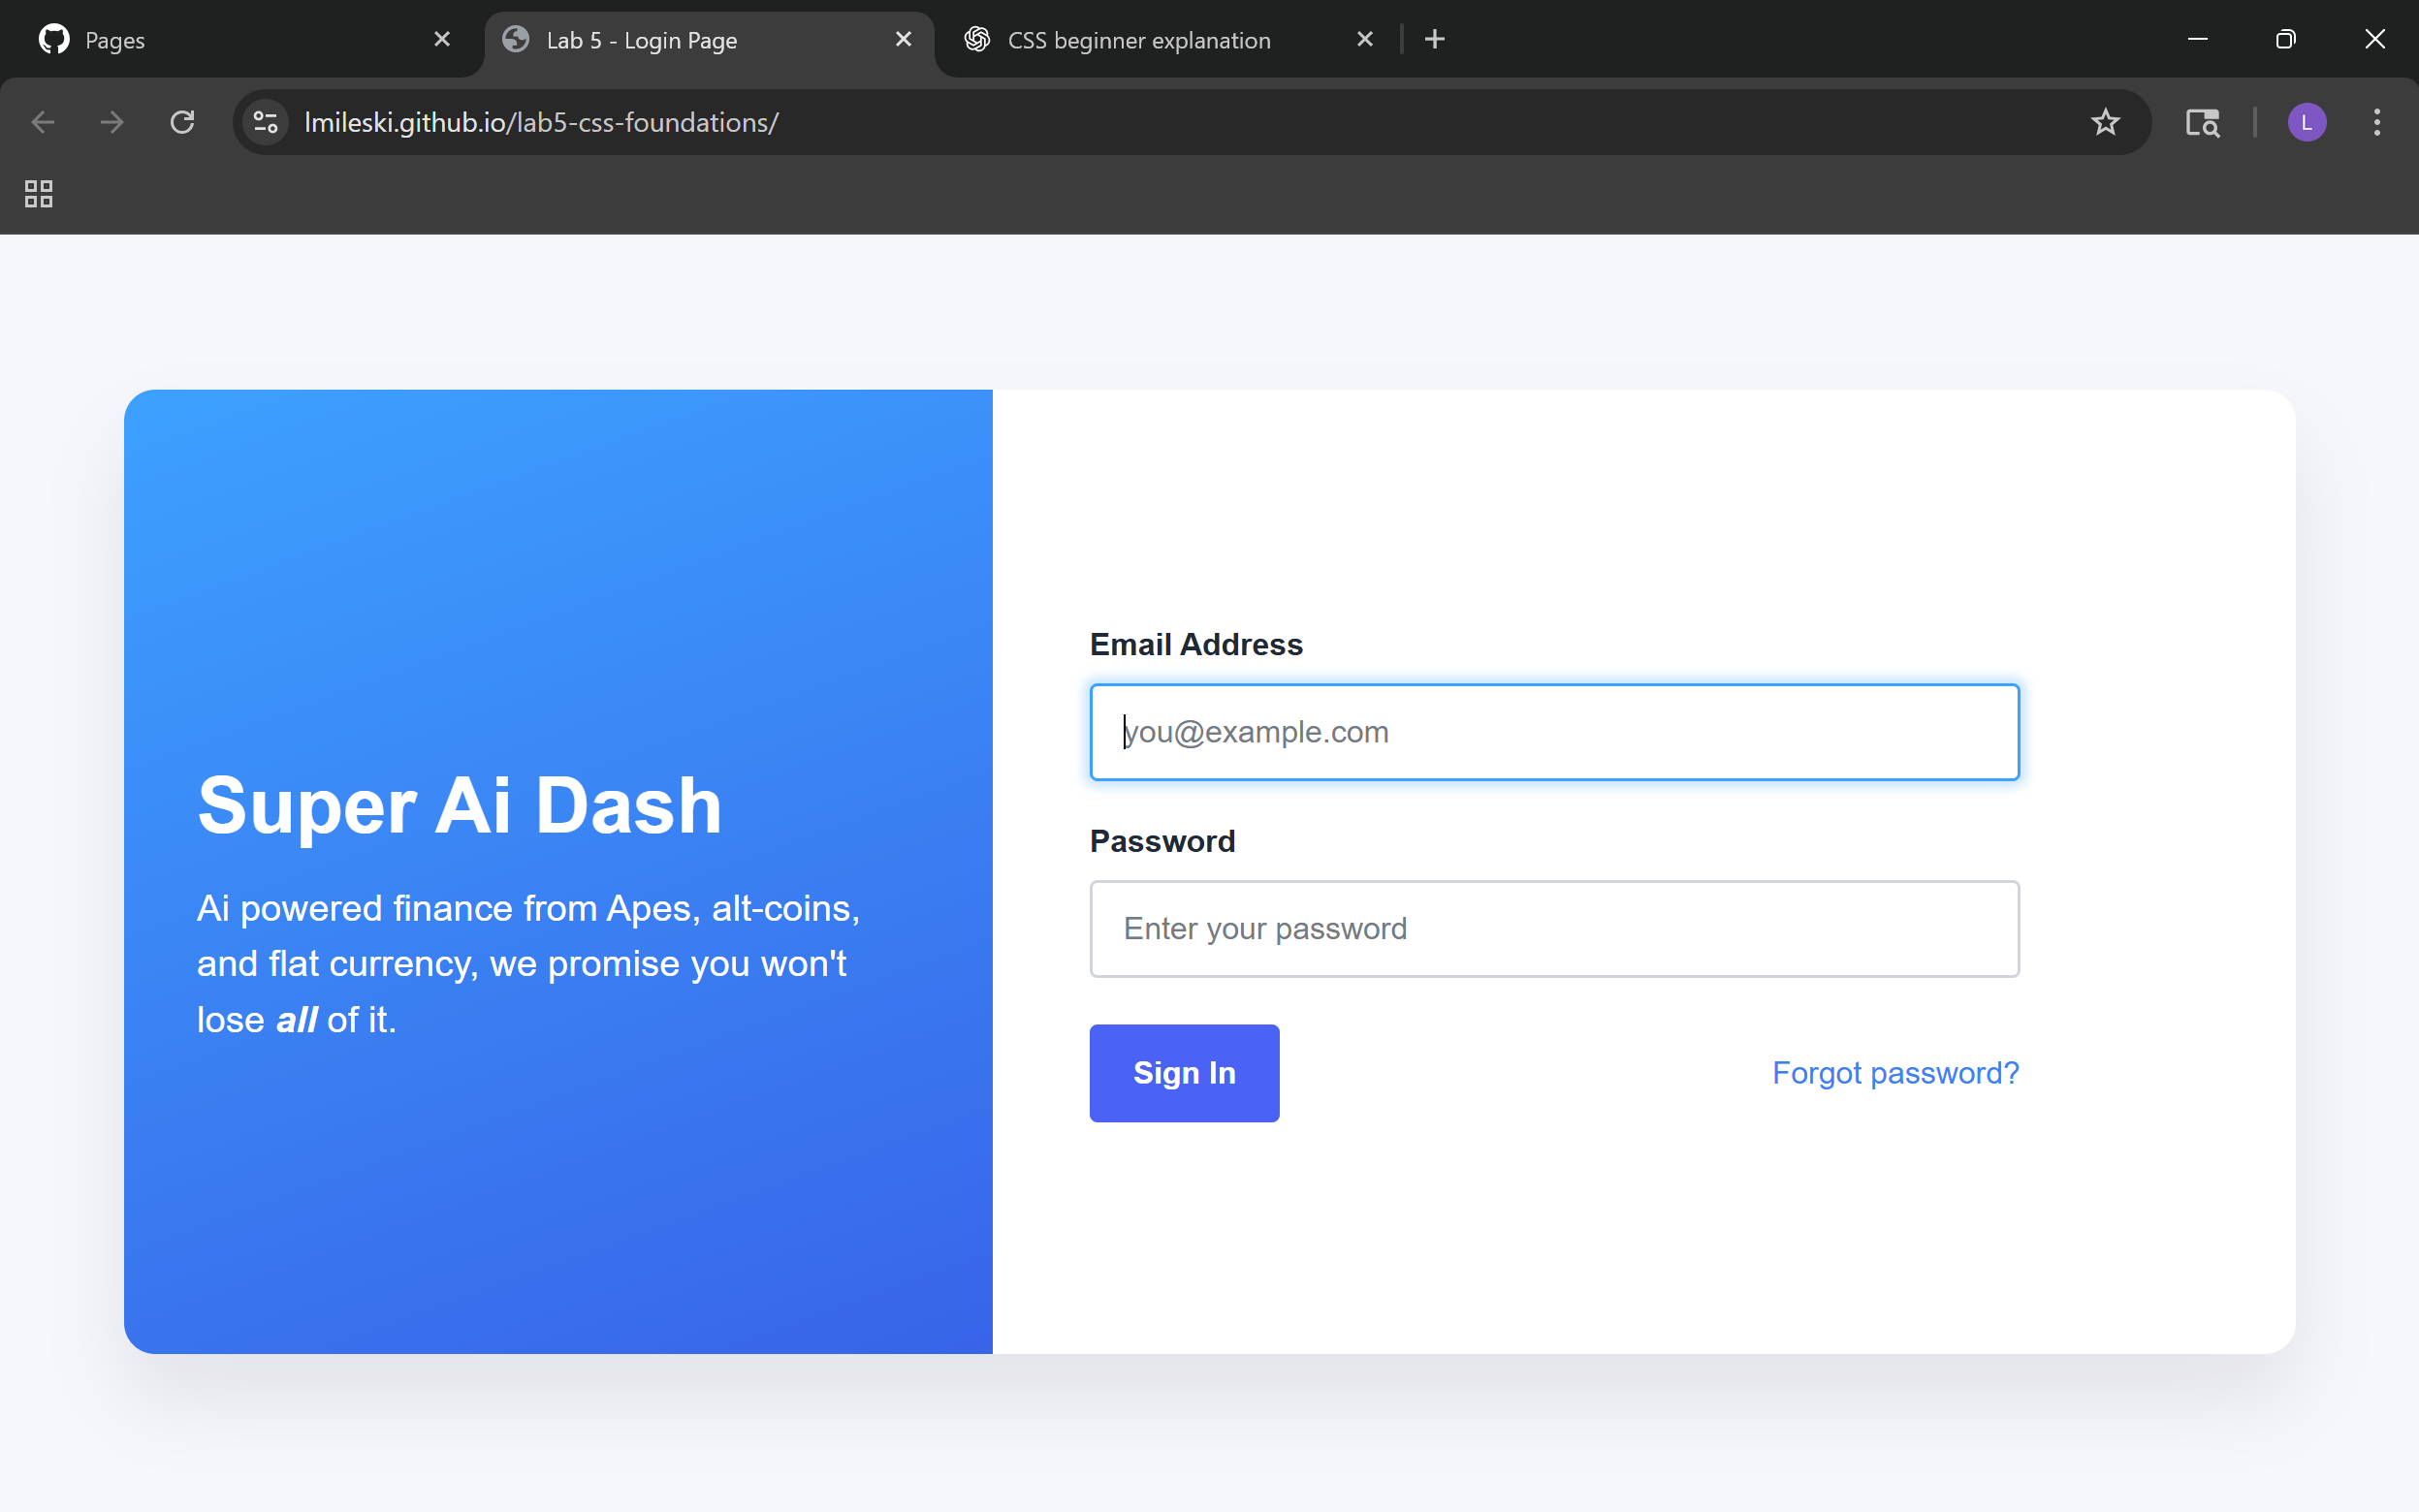 Pages
Lab 5 - Login Page
CSS beginner explanation
lmileski.github.io/lab5-css-foundations/
L
Super Ai Dash
Ai powered finance from Apes, alt-coins,
and flat currency, we promise you won't
lose all of it.
Email Address
you@example.com
Password
Enter your password
Sign In
Forgot password?